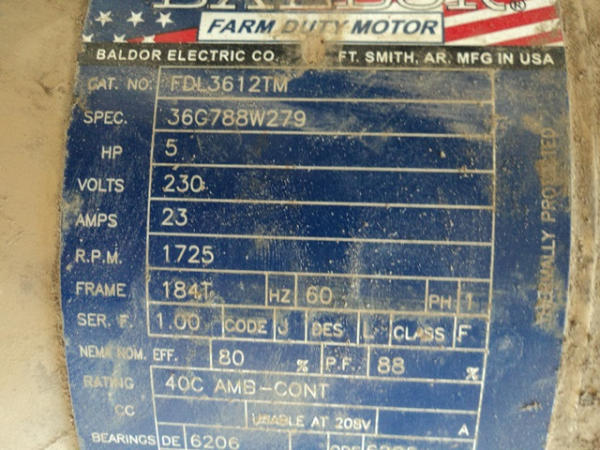 BALDOR ®
FARM DUTY MOTOR
BALDOR ELECTRIC CO. FT. SMITH, AR. MFG IN USA
CAT. NO. FDL3612TM
SPEC. 36G788W279
HP 5
VOLTS 230
AMPS 23
R.P.M. 1725
FRAME 184T HZ 60 PH 1
SER. F. 1.00 CODE J DES L CLASS F
NEMA NOM. EFF. 80 % P.F. 88 %
RATING 40C AMB-CONT
CC USABLE AT 208V A
BEARINGS DE 6206 ODE
THERMALLY PROTECTED